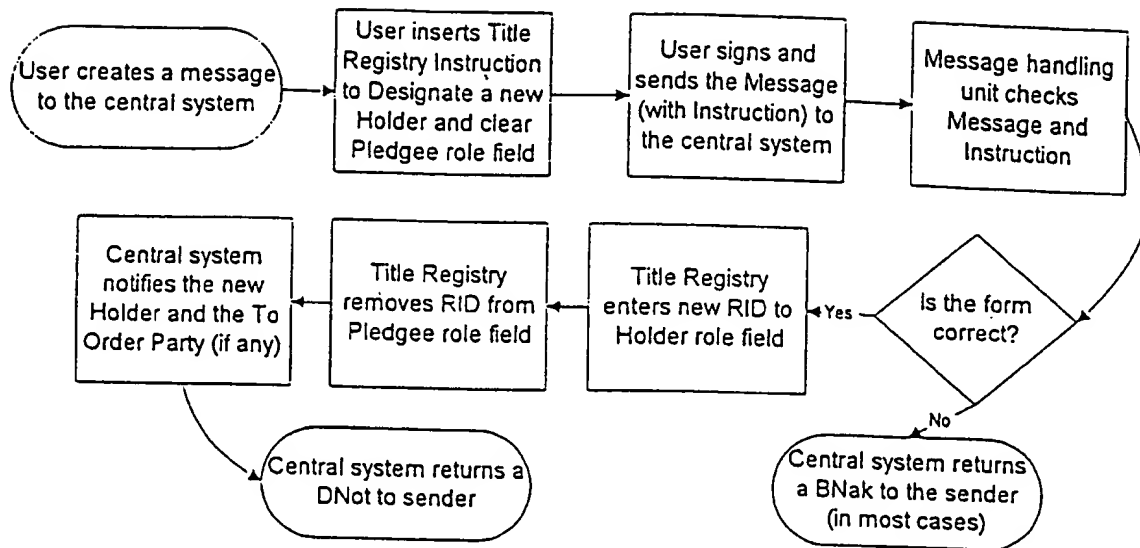 User creates a message
to the central system
User inserts Title
Registry Instruction
to Designate a new
Holder and clear
Pledgee role field
User signs and
sends the Message
(with Instruction) to
the central system
Message handling
unit checks
Message and
Instruction
Is the form
correct?
Yes
Title Registry
enters new RID to
Holder role field
Title Registry
removes RID from
Pledgee role field
Central system
notifies the new
Holder and the To
Order Party (if any)
Central system returns a
DNot to sender
No
Central system returns
a BNak to the sender
(in most cases)